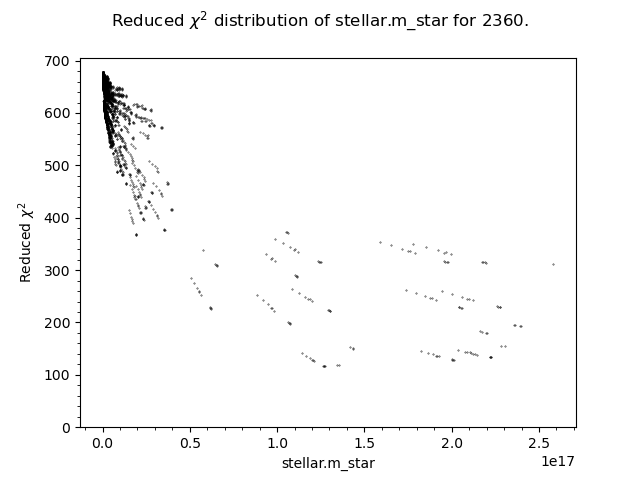 Reduced χ² distribution of stellar.m_star for 2360.
Reduced χ²
700
600
500
400
300
200
100
0
0.0 0.5 1.0 1.5 2.0 2.5
1e17
stellar.m_star